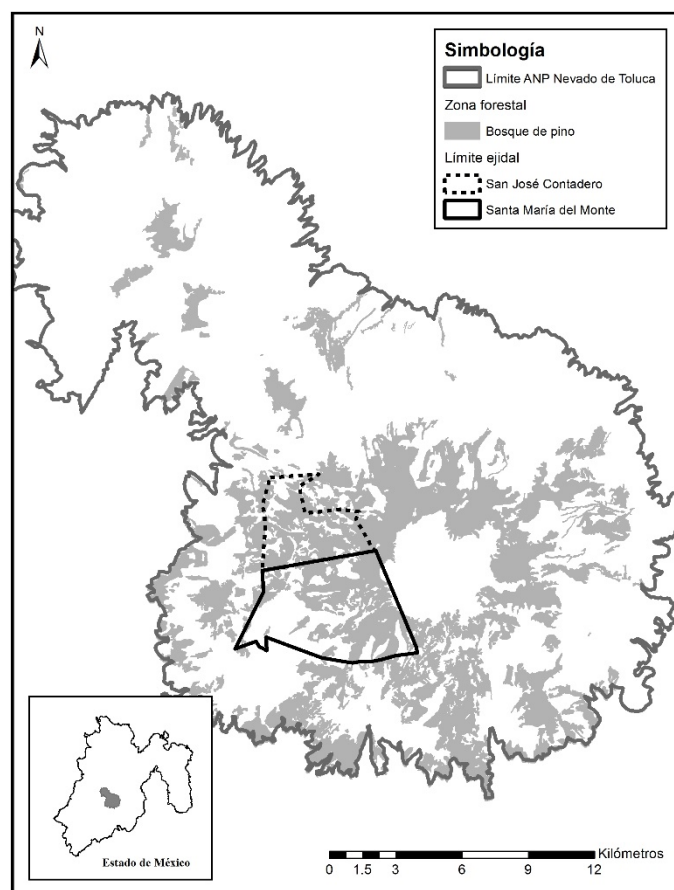 N
Simbología
Límite ANP Nevado de Toluca
Zona forestal
Bosque de pino
Límite ejidal
San José Contadero
Santa María del Monte
Estado de México
Kilómetros
0 1.5 3 6 9 12